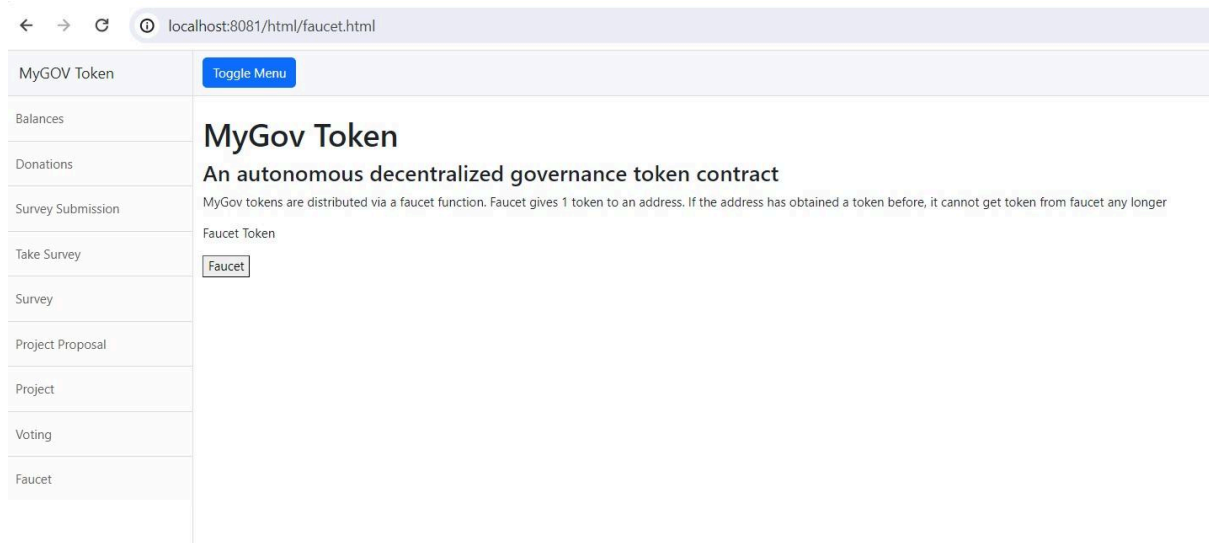 localhost:8081/html/faucet.html
MyGOV Token
Toggle Menu
Balances
Donations
Survey Submission
Take Survey
Survey
Project Proposal
Project
Voting
Faucet
MyGov Token
An autonomous decentralized governance token contract
MyGov tokens are distributed via a faucet function. Faucet gives 1 token to an address. If the address has obtained a token before, it cannot get token from faucet any longer
Faucet Token
Faucet